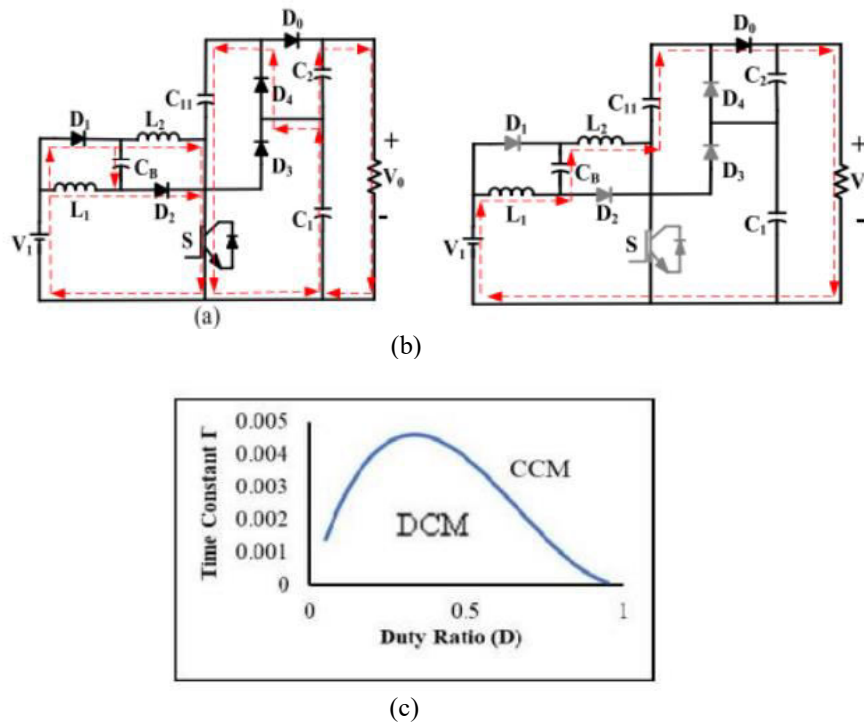 D₀
C₂
C₁₁
D₄
D₁
L₂
D₃
+
V₀
-
C_B
L₁
D₂
C₁
V₁
S
(a)
D₀
C₂
C₁₁
D₄
D₁
L₂
D₃
+
V
-
C_B
L₁
D₂
C₁
V₁
S
(b)
Time Constant Γ
0.005
0.004
0.003
0.002
0.001
0
CCM
DCM
0
0.5
1
Duty Ratio (D)
(c)